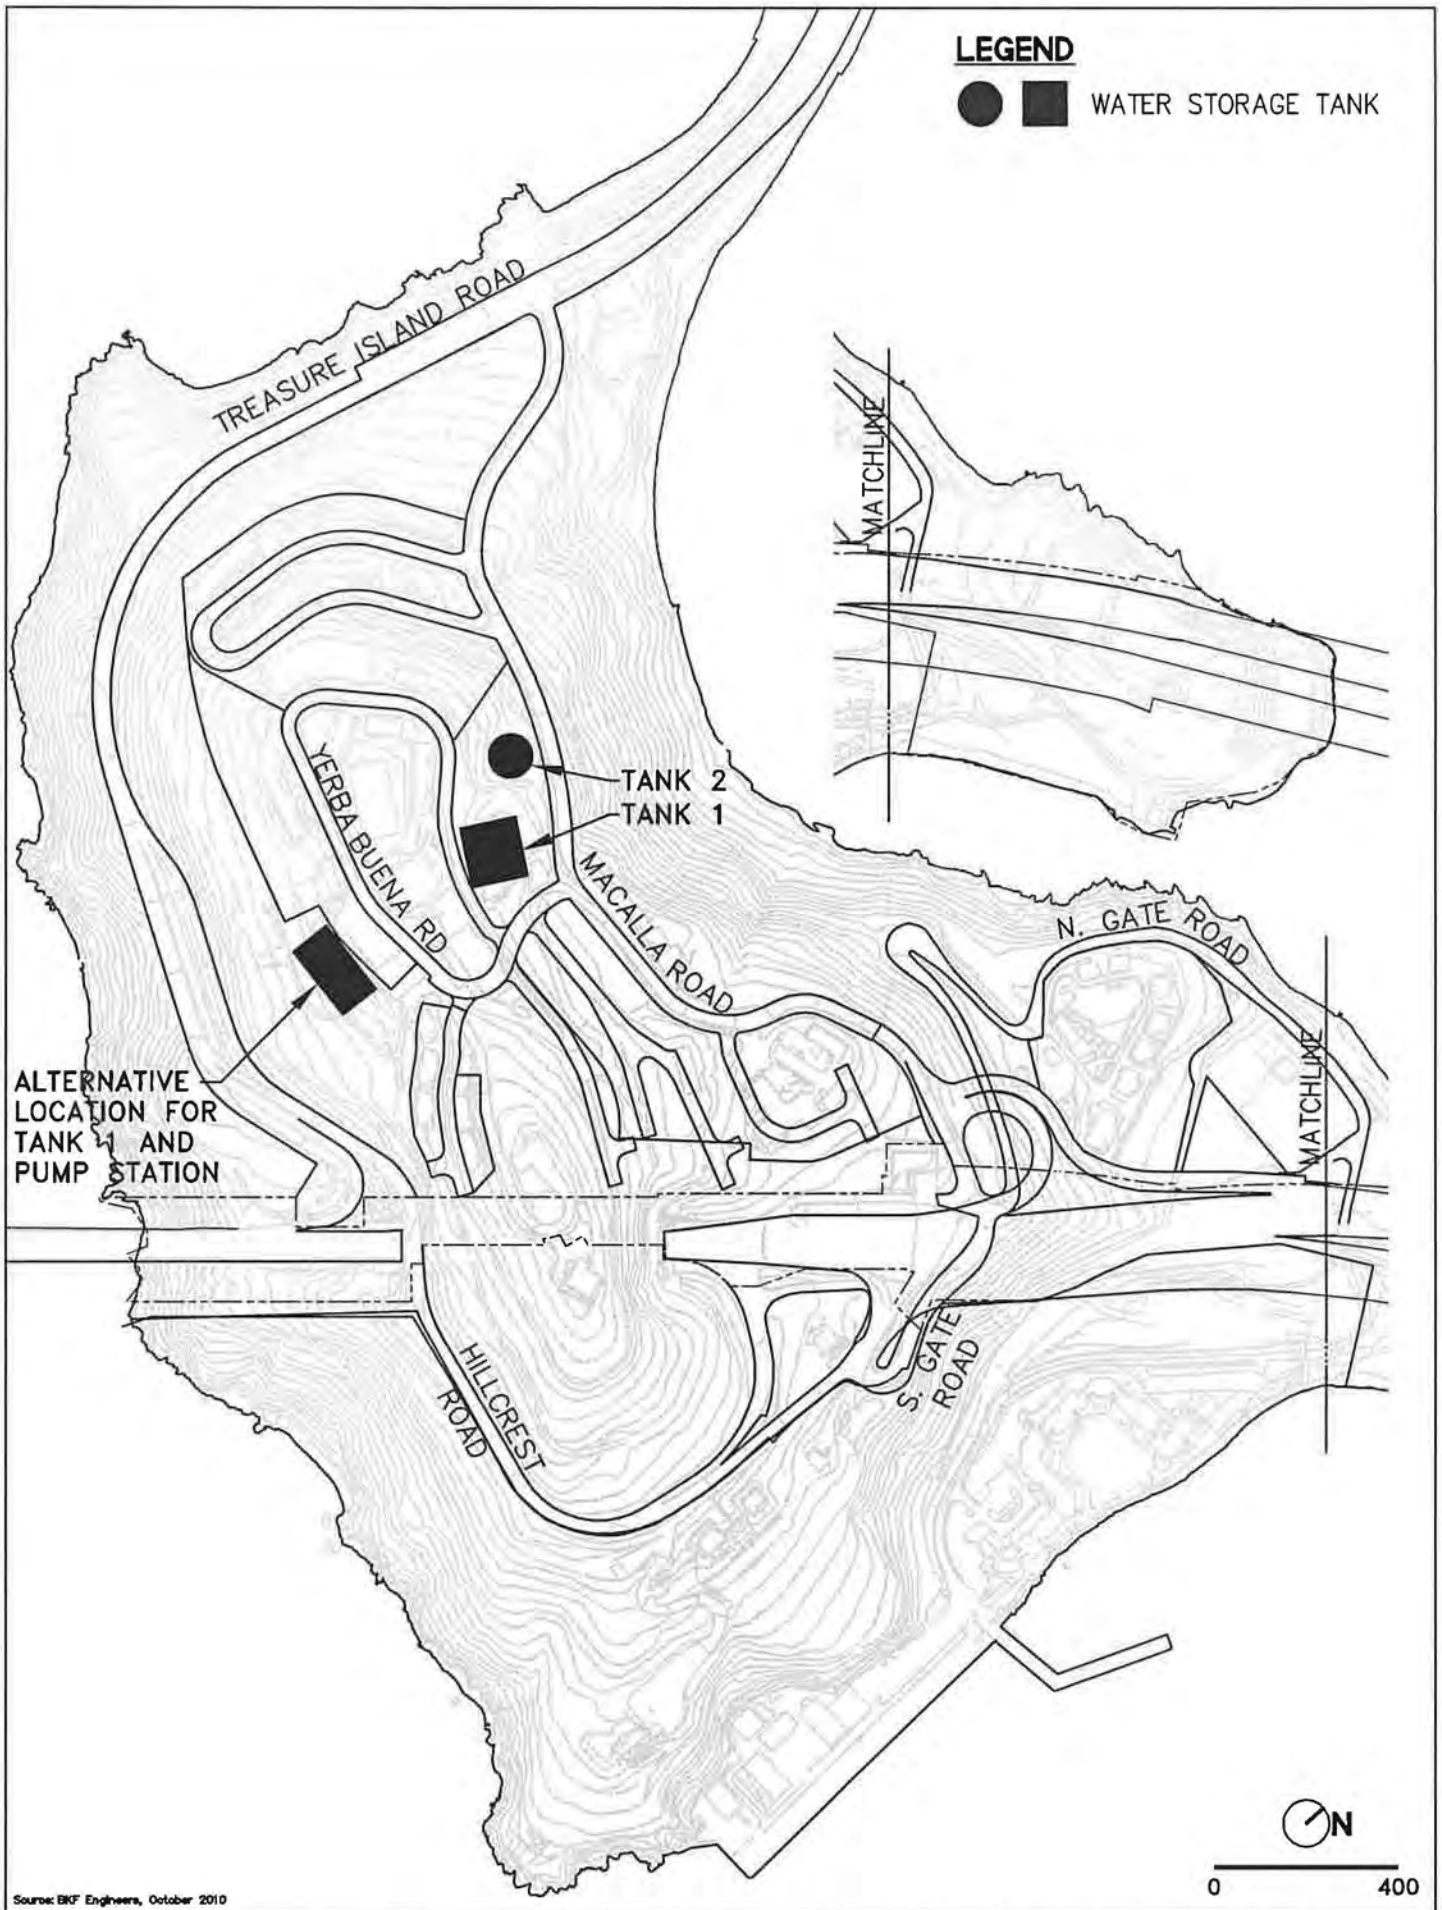 LEGEND
WATER STORAGE TANK
TREASURE ISLAND ROAD
MATCHLINE
YERBA BUENA RD
TANK 2
TANK 1
MACALLA ROAD
N. GATE ROAD
MATCHLINE
ALTERNATIVE
LOCATION FOR
TANK 1 AND
PUMP STATION
HILLCREST
ROAD
S. GATE
ROAD
N
0 400
Source: BKF Engineers, October 2010